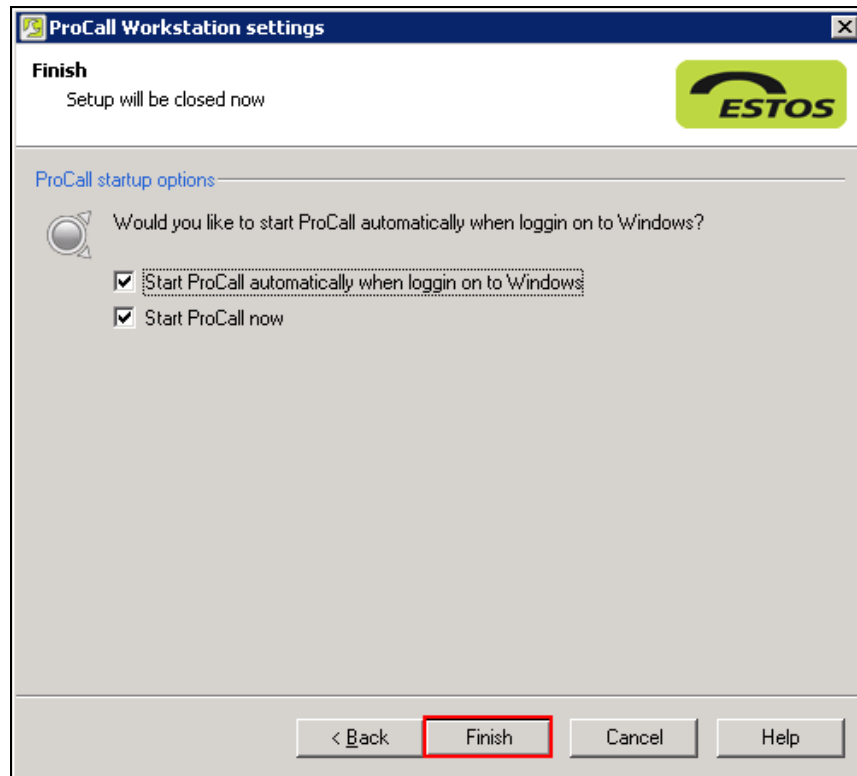 ProCall Workstation settings
Finish
Setup will be closed now
ESTOS
ProCall startup options
Would you like to start ProCall automatically when loggin on to Windows?
Start ProCall automatically when loggin on to Windows
Start ProCall now
< Back Finish Cancel Help